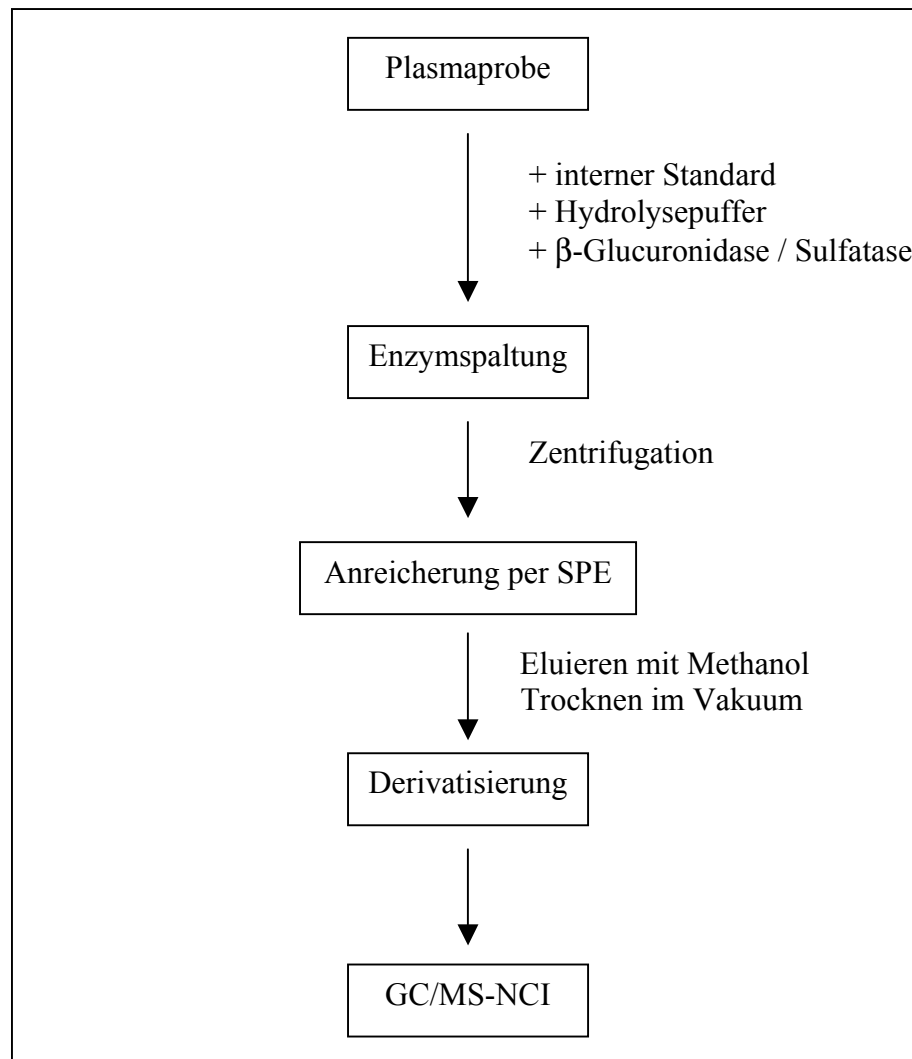 Plasmaprobe
+ interner Standard
+ Hydrolysepuffer
+ β-Glucuronidase / Sulfatase
Enzymspaltung
Zentrifugation
Anreicherung per SPE
Eluieren mit Methanol
Trocknen im Vakuum
Derivatisierung
GC/MS-NCI